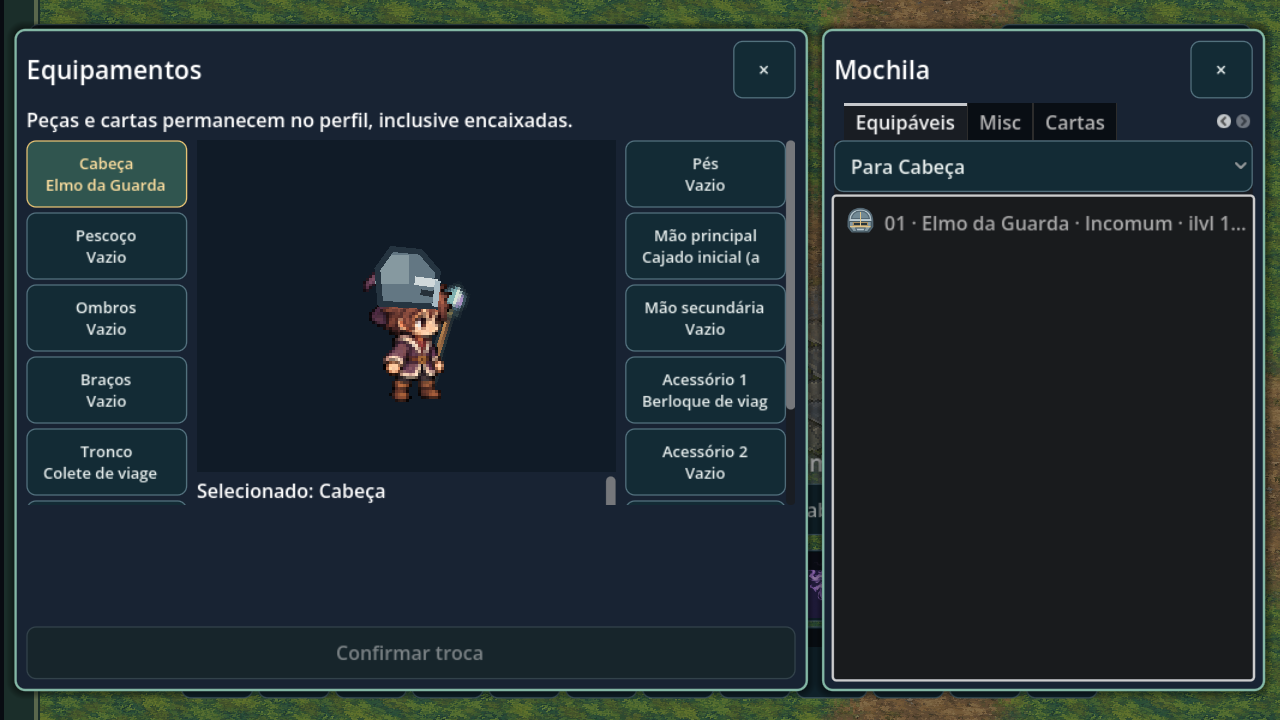 Equipamentos
×
Peças e cartas permanecem no perfil, inclusive encaixadas.
Cabeça
Elmo da Guarda
Pescoço
Vazio
Ombros
Vazio
Braços
Vazio
Tronco
Colete de viage
Selecionado: Cabeça
Pés
Vazio
Mão principal
Cajado inicial (a
Mão secundária
Vazio
Acessório 1
Berloque de viag
Acessório 2
Vazio
Confirmar troca
Mochila
×
Equipáveis
Misc
Cartas
Para Cabeça
01 · Elmo da Guarda · Incomum · ilvl 1...